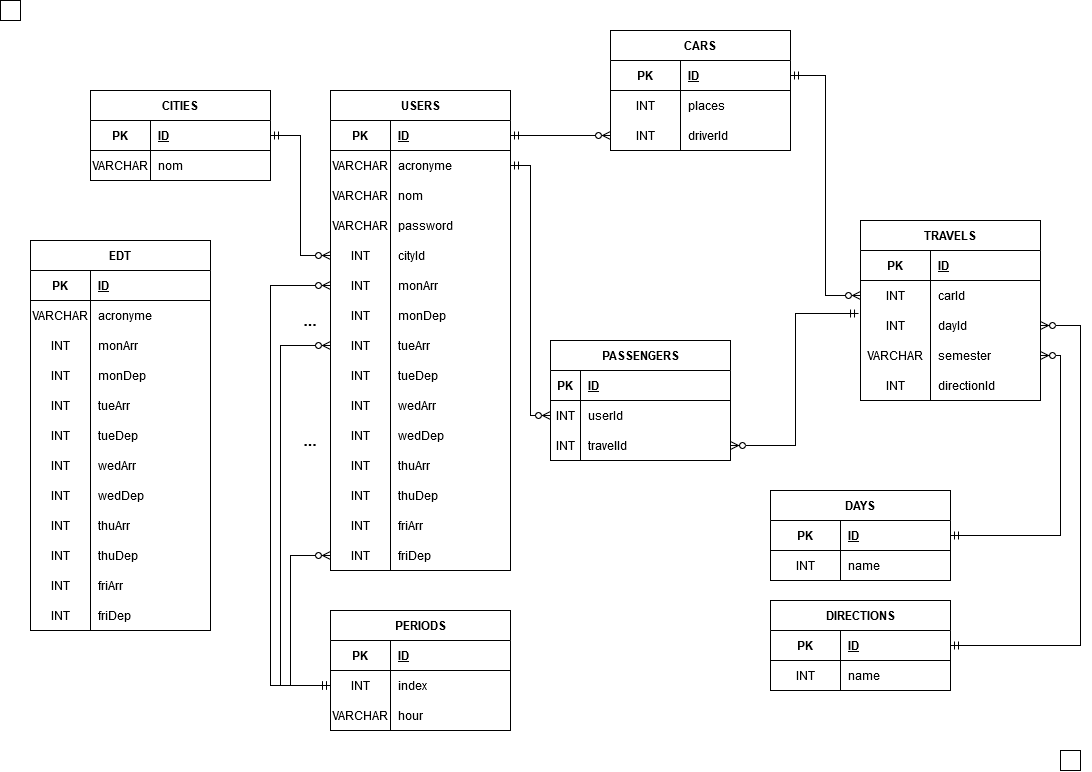 CITIES
PK ID
VARCHAR nom
USERS
PK ID
VARCHAR acronyme
VARCHAR nom
VARCHAR password
INT cityId
INT monArr
INT monDep
INT tueArr
INT tueDep
INT wedArr
INT wedDep
INT thuArr
INT thuDep
INT friArr
INT friDep
...
...
CARS
PK ID
INT places
INT driverId
EDT
PK ID
VARCHAR acronyme
INT monArr
INT monDep
INT tueArr
INT tueDep
INT wedArr
INT wedDep
INT thuArr
INT thuDep
INT friArr
INT friDep
TRAVELS
PK ID
INT carId
INT dayId
VARCHAR semester
INT directionId
PASSENGERS
PK ID
INT userId
INT travelId
DAYS
PK ID
INT name
DIRECTIONS
PK ID
INT name
PERIODS
PK ID
INT index
VARCHAR hour